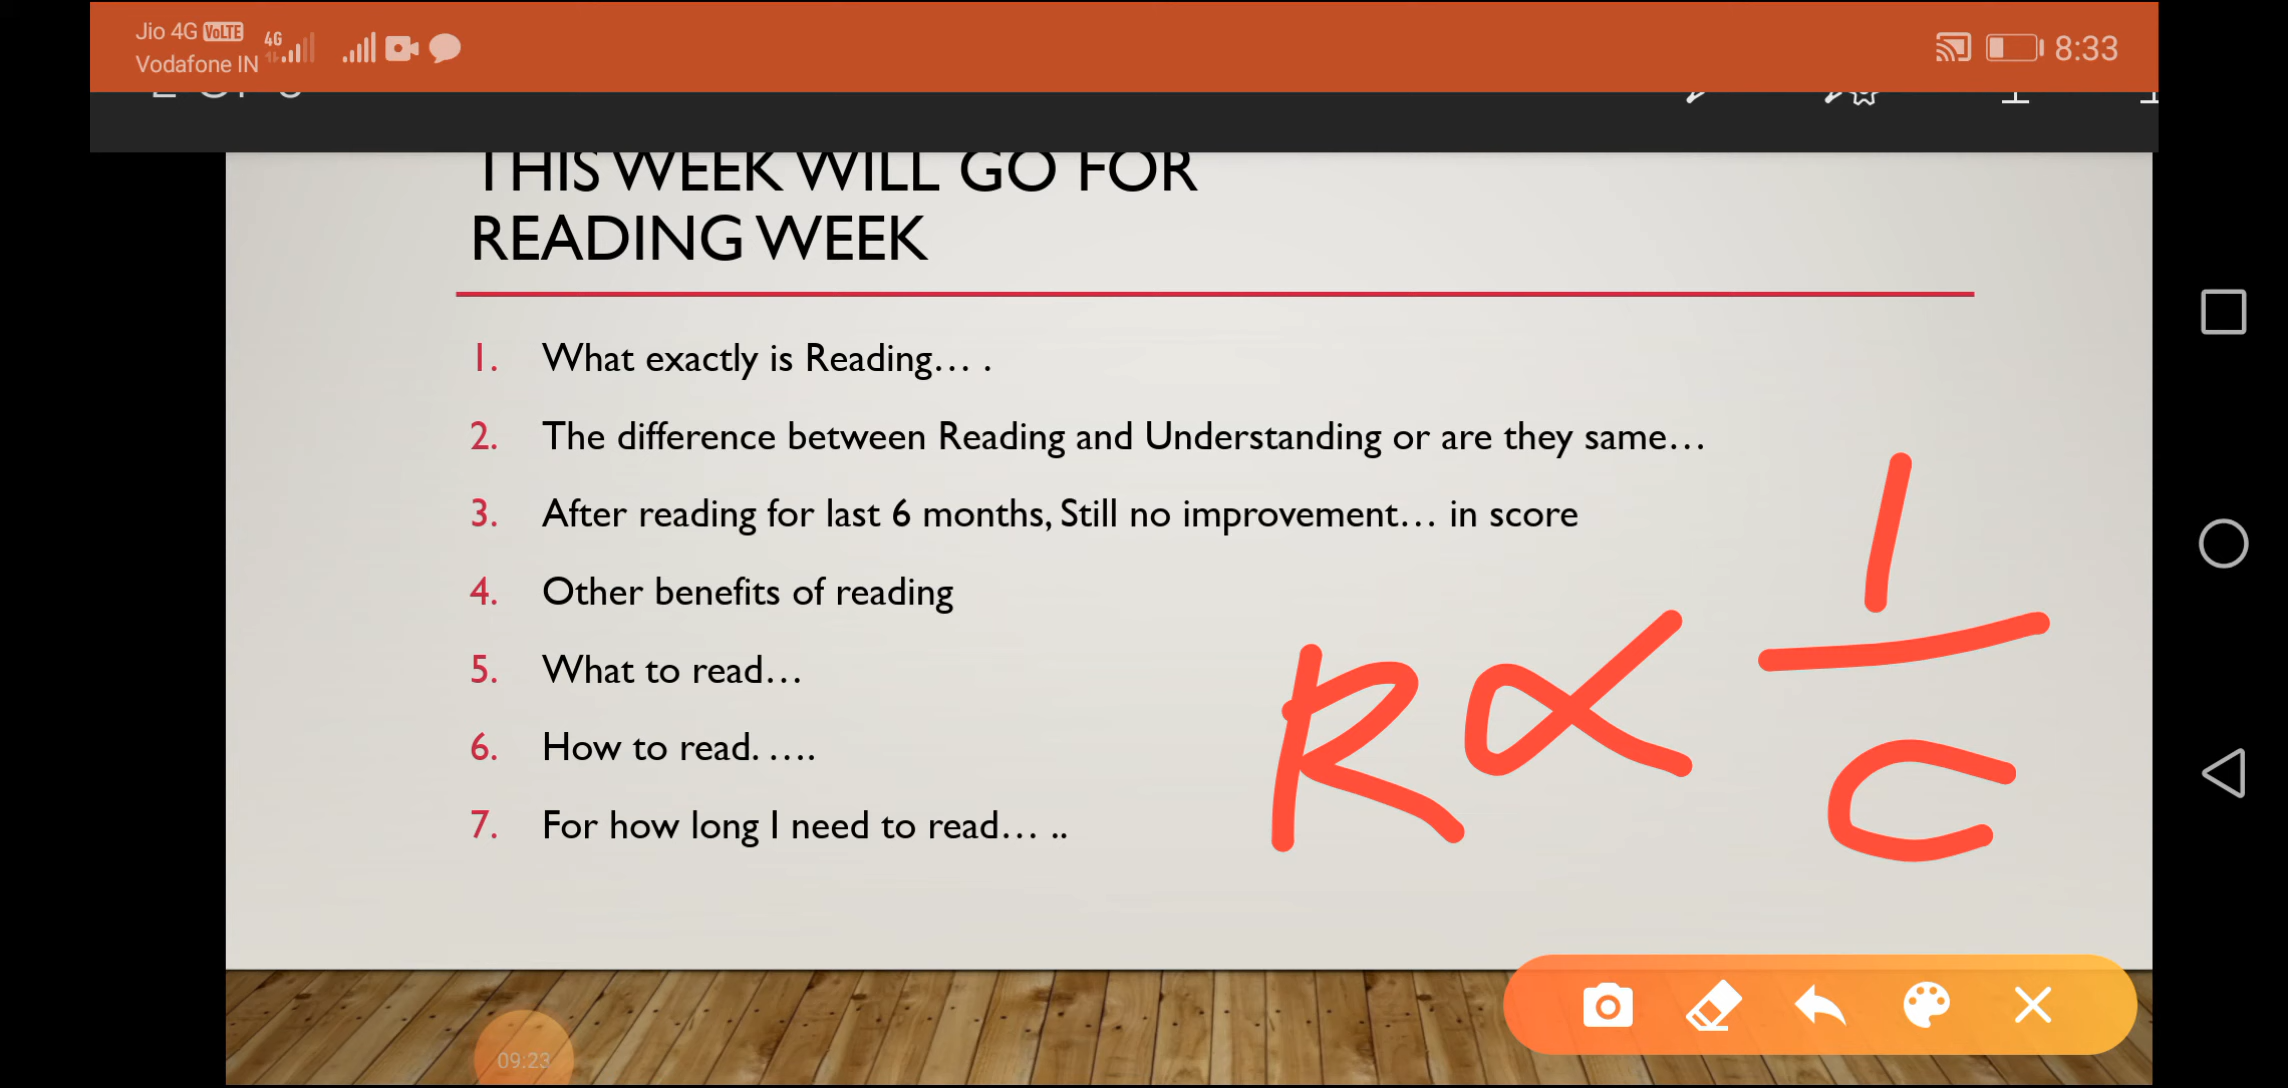 Jio 4G VoLTE
Vodafone IN 4G
8:33
THIS WEEK WILL GO FOR
READING WEEK
1. What exactly is Reading… .
2. The difference between Reading and Understanding or are they same…
3. After reading for last 6 months, Still no improvement… in score
4. Other benefits of reading
5. What to read…
6. How to read. ….
7. For how long I need to read… ..
R ∝ 1/C
09:23